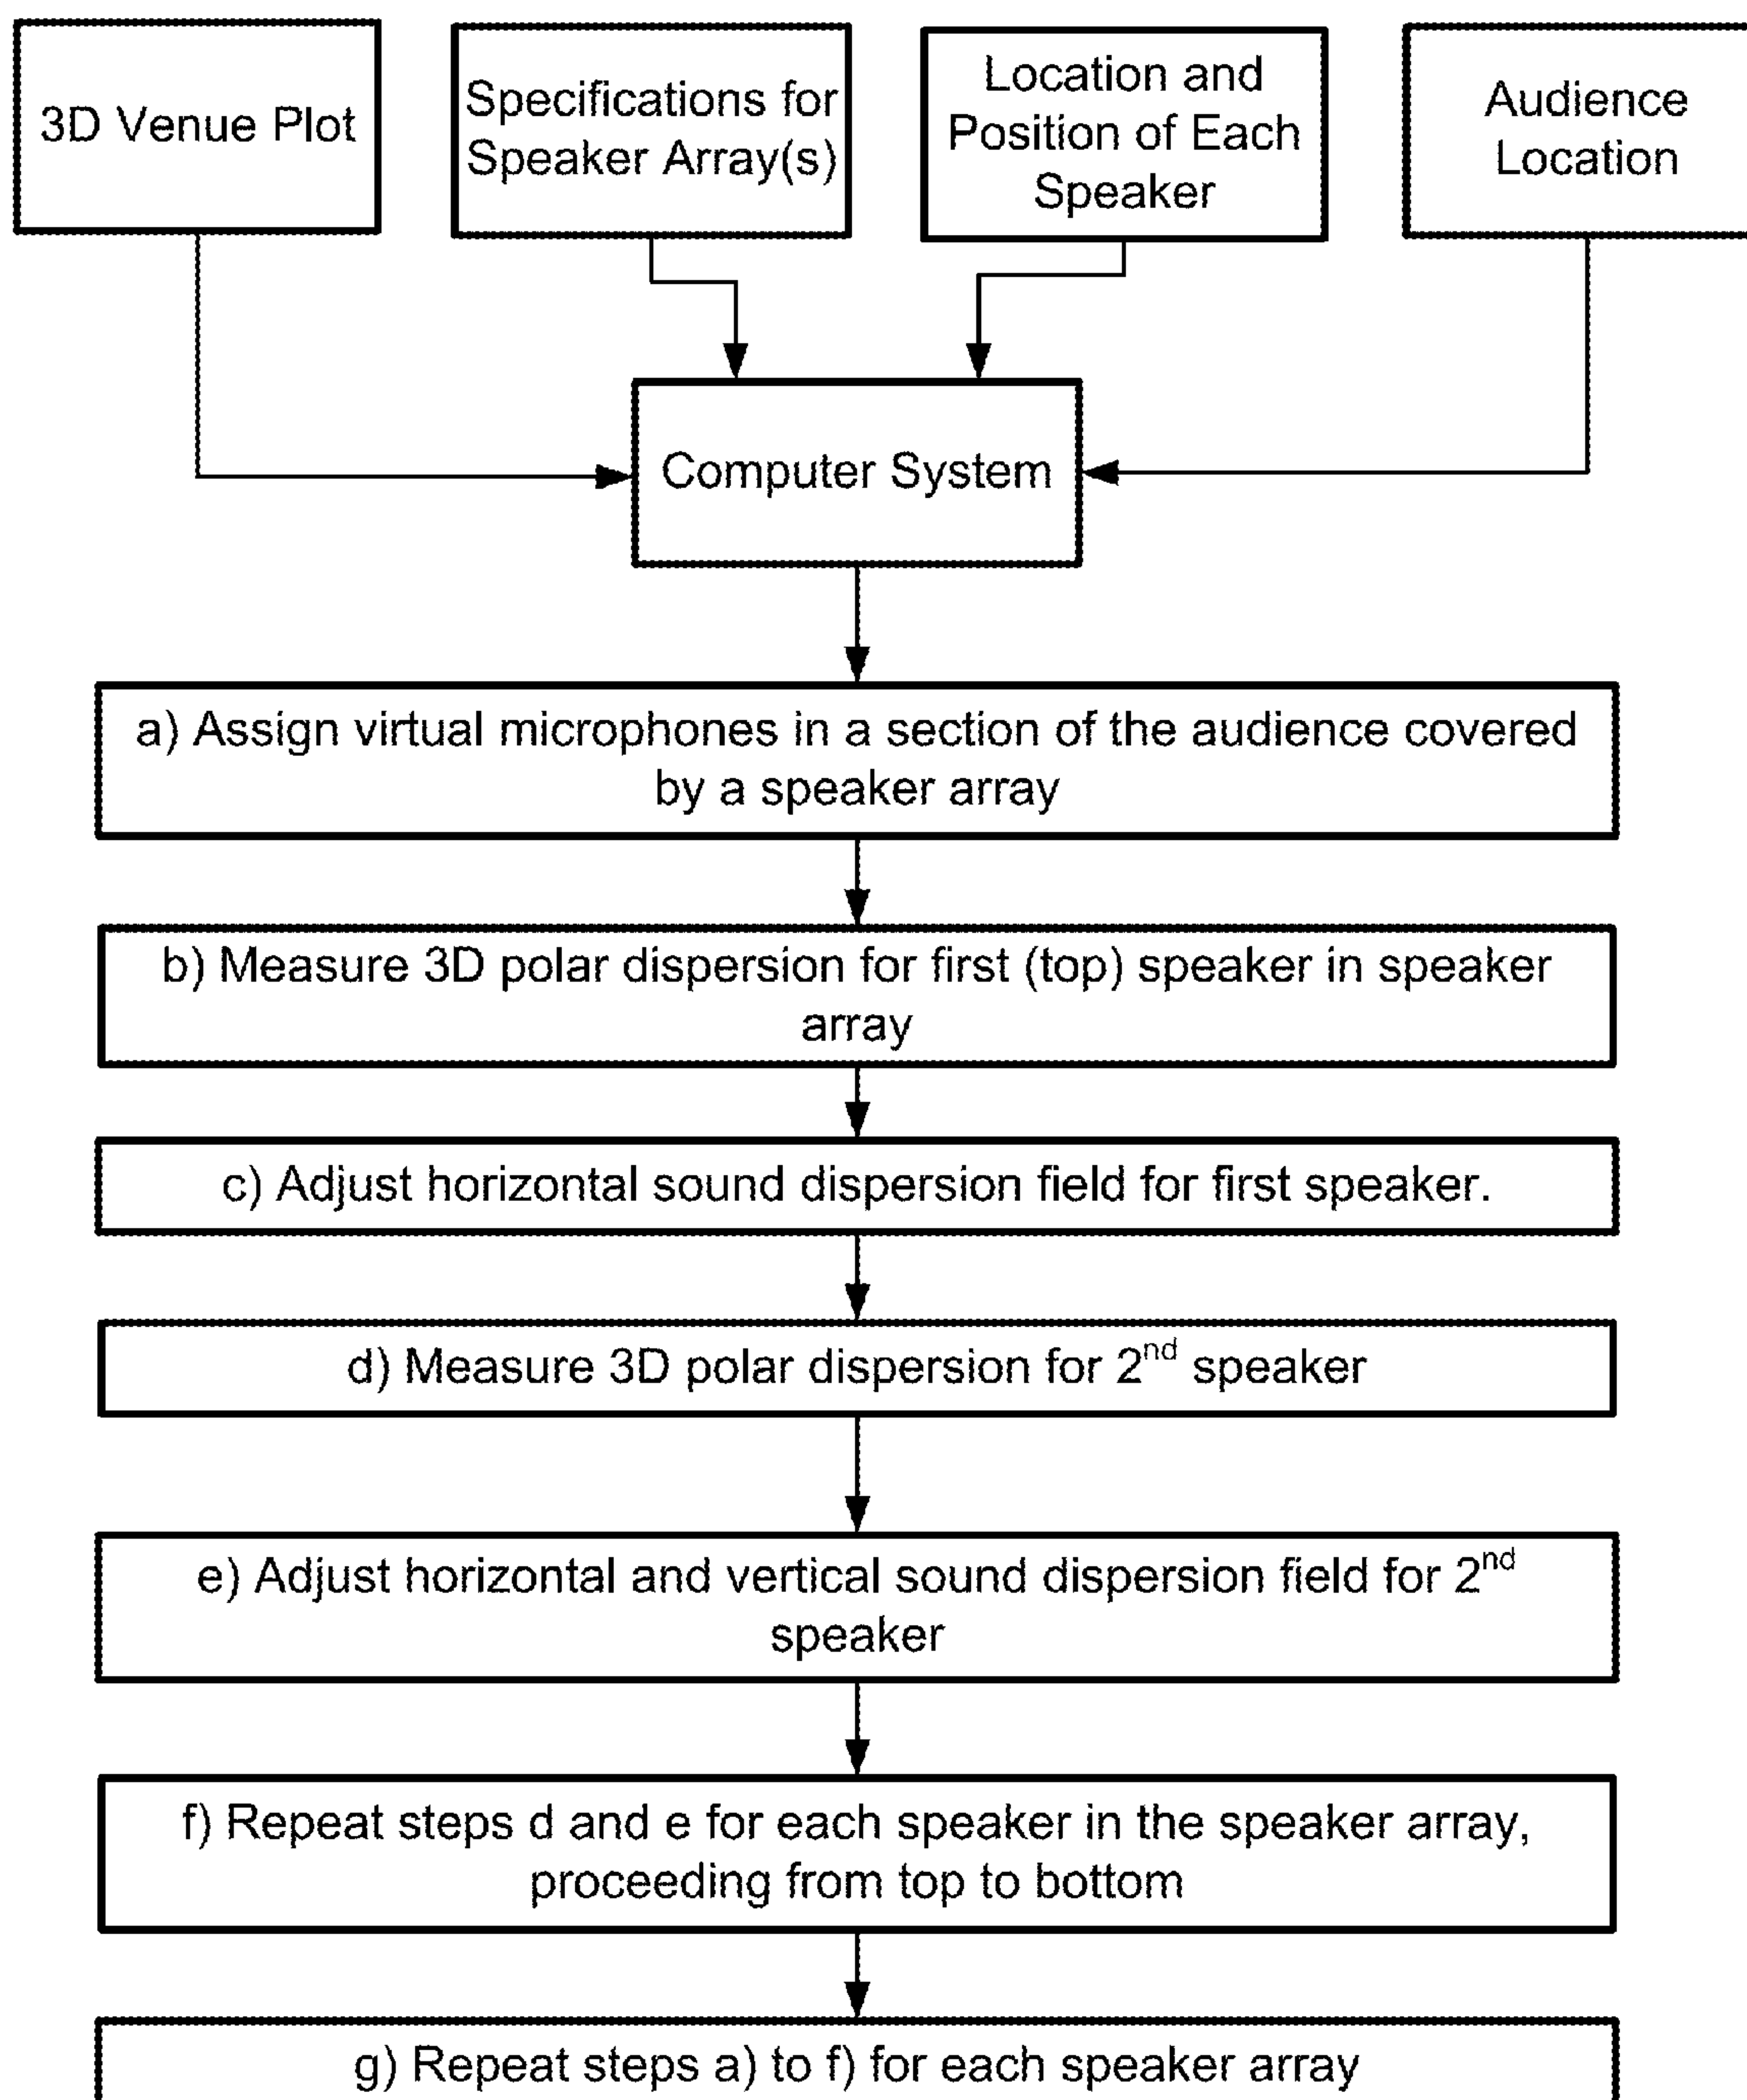 3D Venue Plot
Specifications for
Speaker Array(s)
Location and
Position of Each
Speaker
Audience
Location
Computer System
a) Assign virtual microphones in a section of the audience covered
by a speaker array
b) Measure 3D polar dispersion for first (top) speaker in speaker
array
c) Adjust horizontal sound dispersion field for first speaker.
d) Measure 3D polar dispersion for 2nd speaker
e) Adjust horizontal and vertical sound dispersion field for 2nd
speaker
f) Repeat steps d and e for each speaker in the speaker array,
proceeding from top to bottom
g) Repeat steps a) to f) for each speaker array